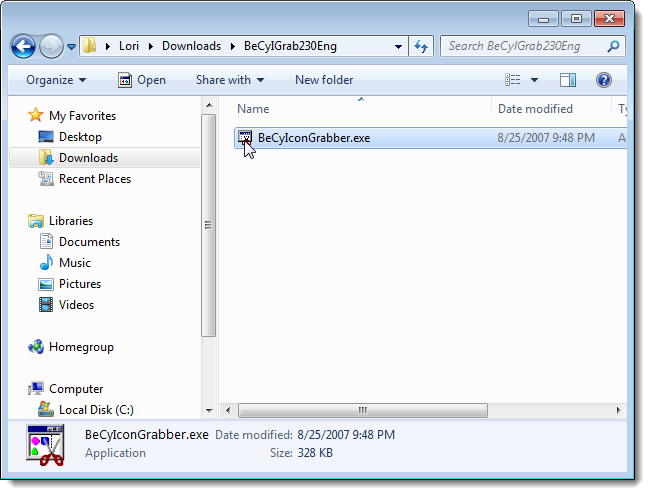 Lori Downloads BeCyIGrab230Eng
Search BeCyIGrab230Eng
Organize Open Share with New folder
Name Date modified Ty
My Favorites
Desktop
Downloads
Recent Places
Libraries
Documents
Music
Pictures
Videos
Homegroup
Computer
Local Disk (C:)
BeCyIconGrabber.exe 8/25/2007 9:48 PM A
BeCyIconGrabber.exe Date modified: 8/25/2007 9:48 PM
Application Size: 328 KB